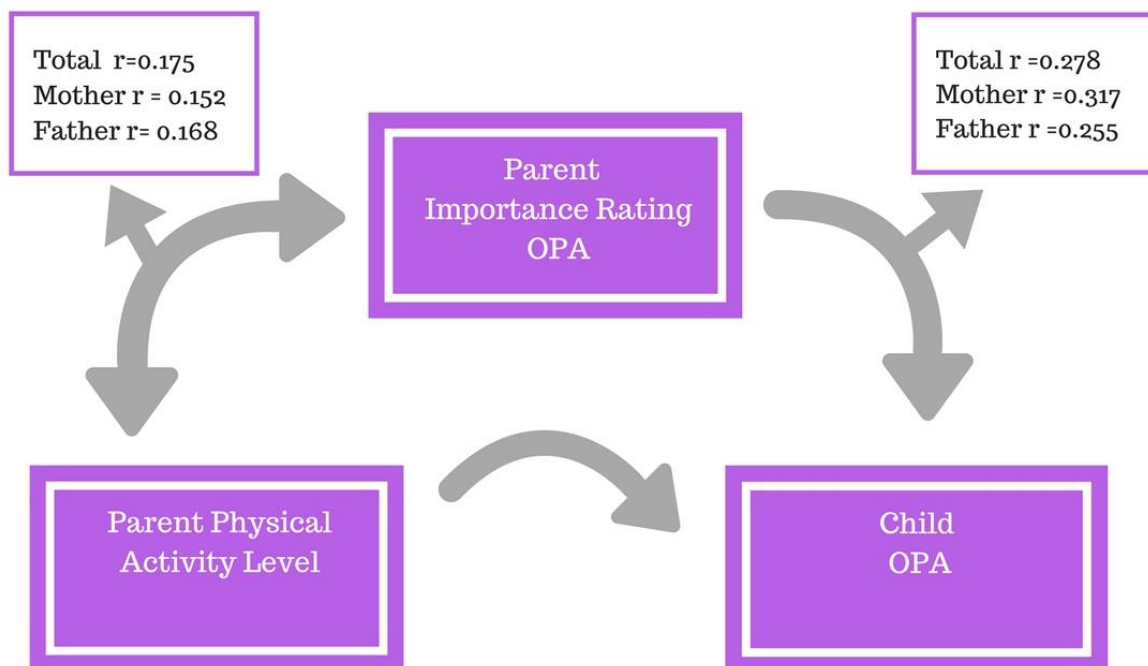 Total r=0.175
Mother r = 0.152
Father r= 0.168
Total r =0.278
Mother r =0.317
Father r =0.255
Parent
Importance Rating
OPA
Parent Physical
Activity Level
Child
OPA